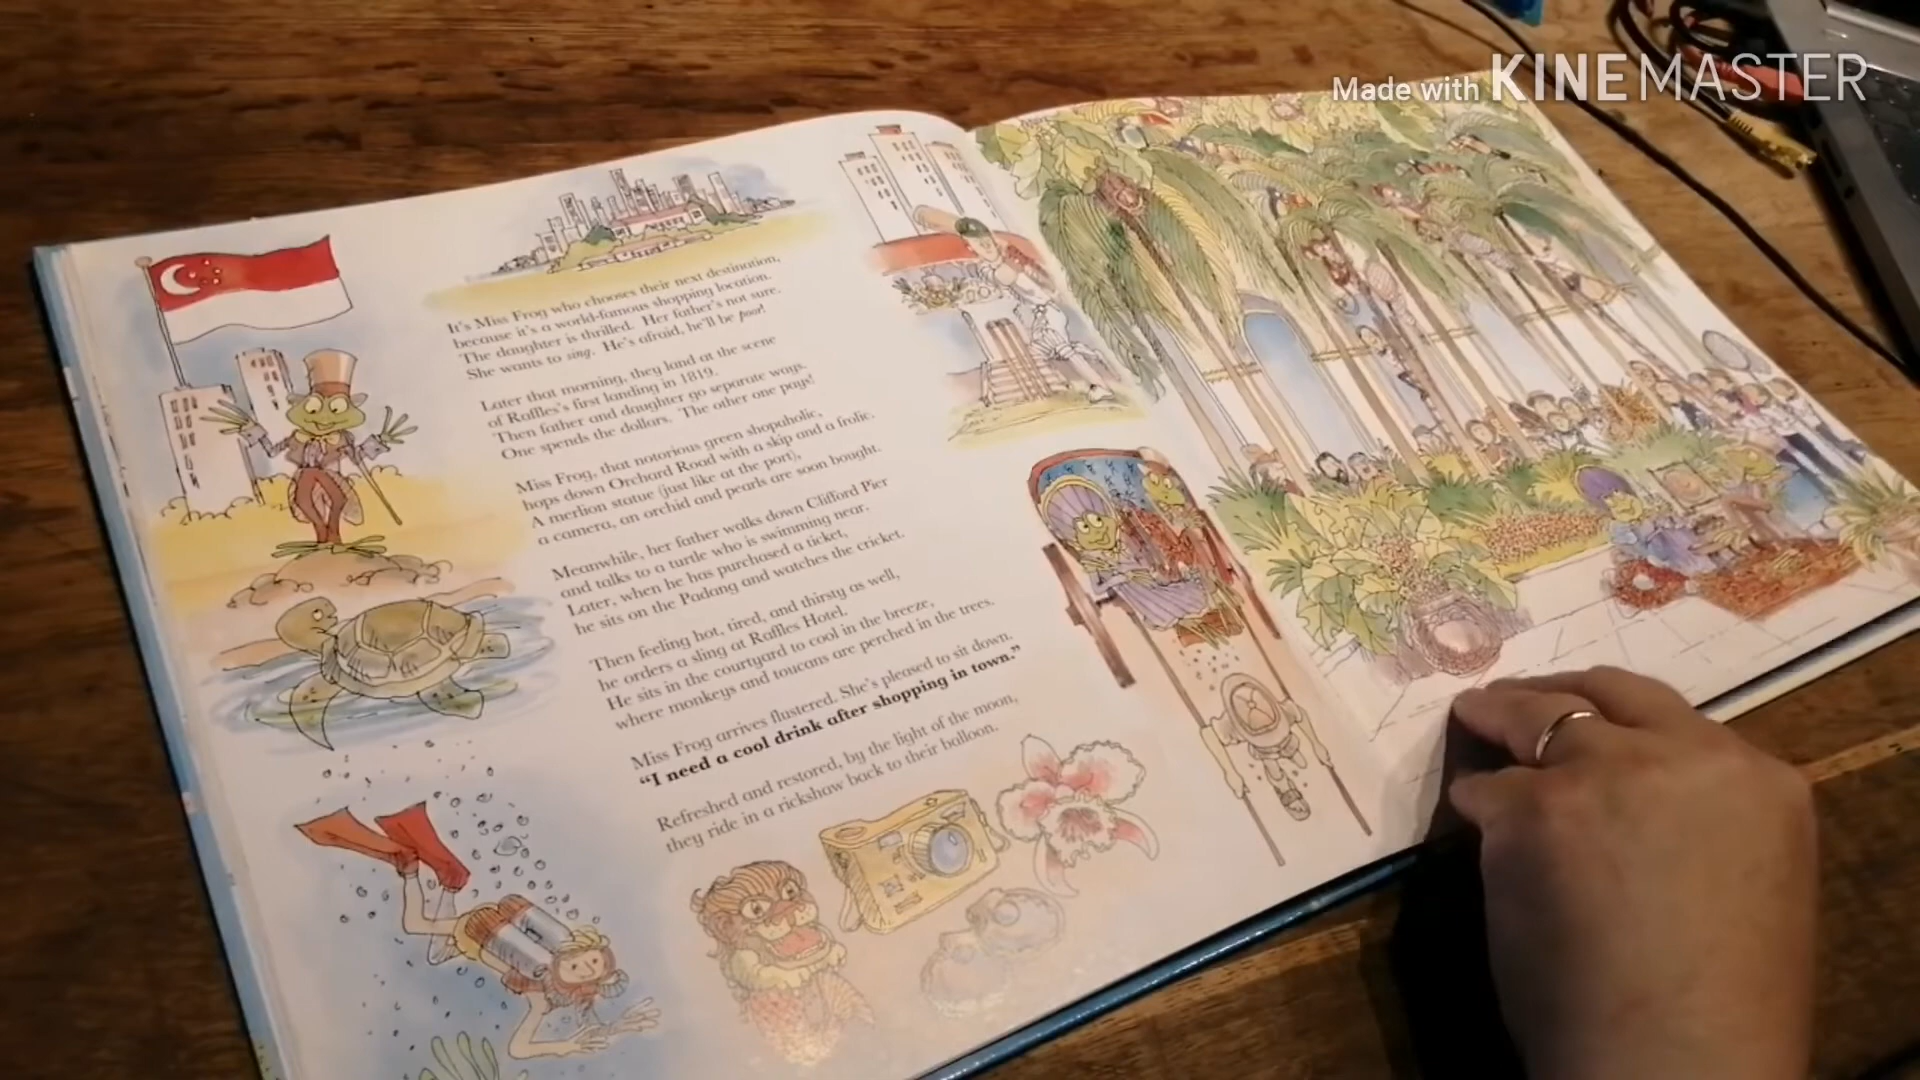 Made with KINEMASTER
It's Miss Frog who chooses their next destination,
because it's a world-famous shopping location.
The daughter is thrilled. Her father's not sure.
She wants to sing. He's afraid, he'll be poor!
Later that morning, they land at the scene
of Raffles's first landing in 1819.
Then father and daughter go separate ways.
One spends the dollars. The other one pays!
Miss Frog, that notorious green shopaholic,
hops down Orchard Road with a skip and a frolic.
A merlion statue (just like at the port),
a camera, an orchid and pearls are soon bought.
Meanwhile, her father walks down Clifford Pier
and talks to a turtle who is swimming near.
Later, when he has purchased a ticket,
he sits on the Padang and watches the cricket.
Then feeling hot, tired, and thirsty as well,
he orders a sling at Raffles Hotel.
He sits in the courtyard to cool in the breeze,
where monkeys and toucans are perched in the trees.
Miss Frog arrives flustered. She's pleased to sit down.
“I need a cool drink after shopping in town.”
Refreshed and restored, by the light of the moon,
they ride in a rickshaw back to their balloon.